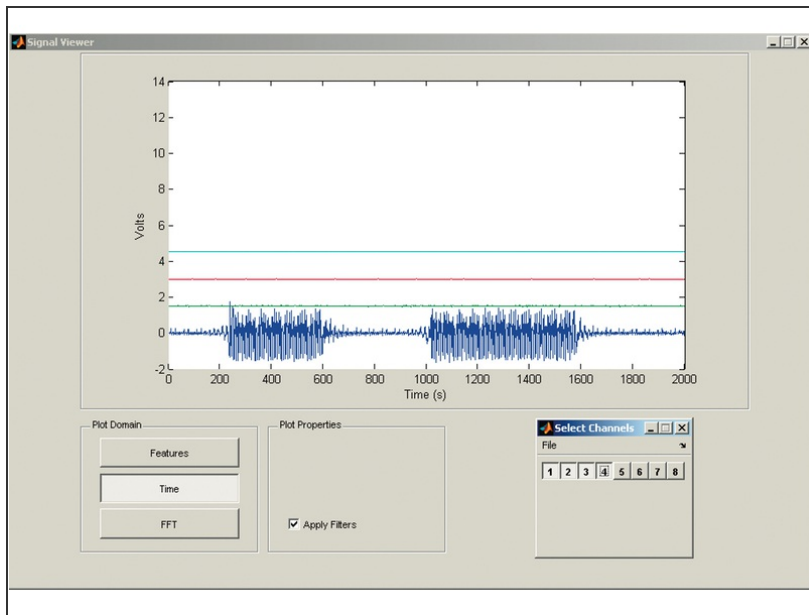 Signal Viewer
14
12
10
8
6
4
2
0
-2
Volts
0 200 400 600 800 1000 1200 1400 1600 1800 2000
Time (s)
Plot Domain
Features
Time
FFT
Plot Properties
Apply Filters
Select Channels
File
1 2 3 4 5 6 7 8